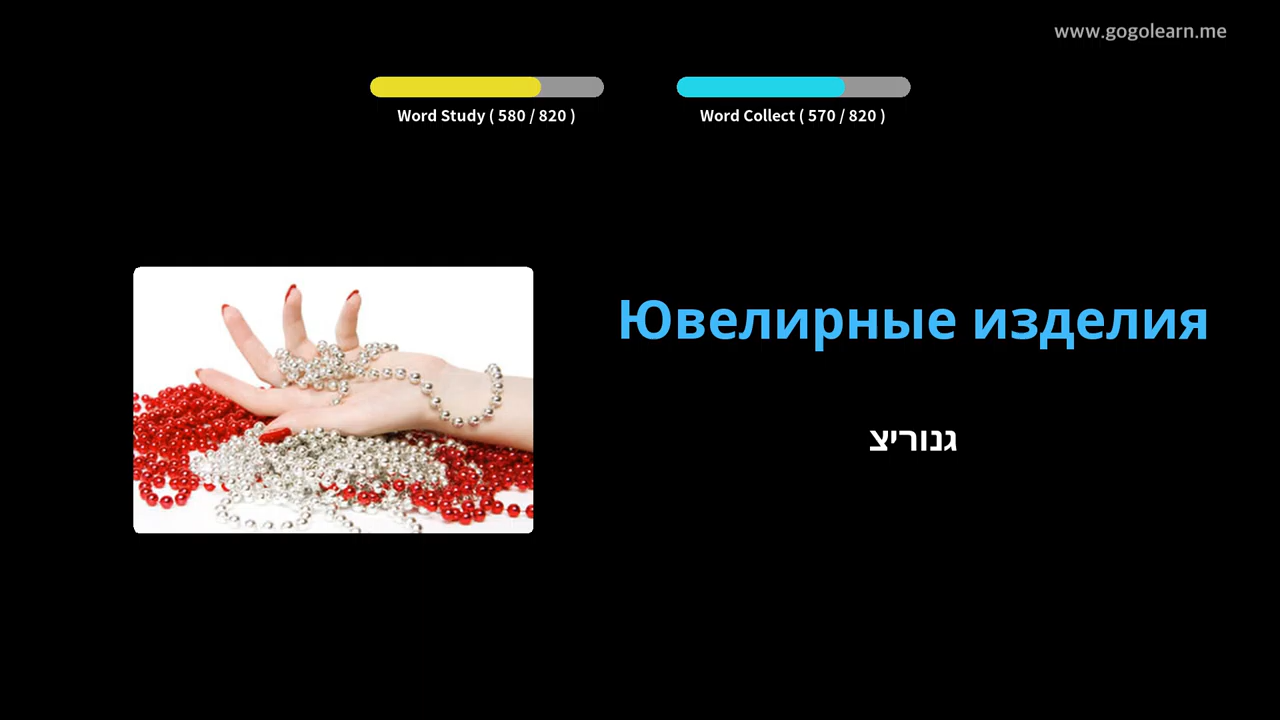 www.gogolearn.me
Word Study ( 580 / 820 )
Word Collect ( 570 / 820 )
Ювелирные изделия
גנוריצ